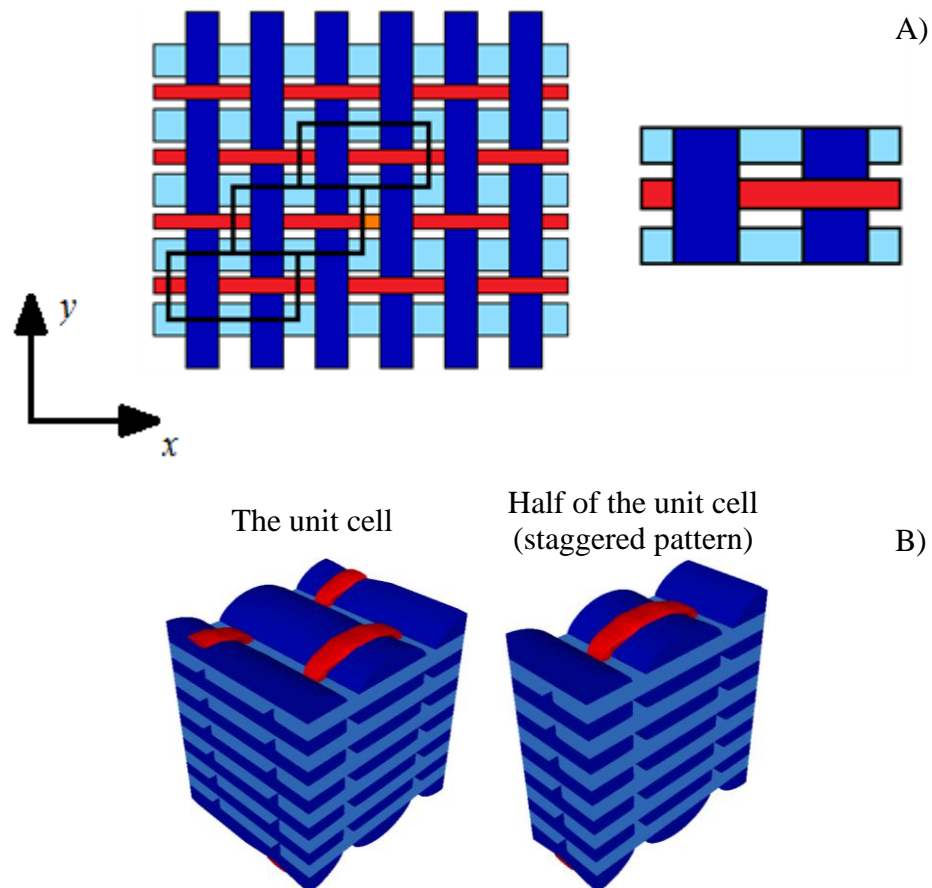 A)
y
x
The unit cell
Half of the unit cell
(staggered pattern)
B)